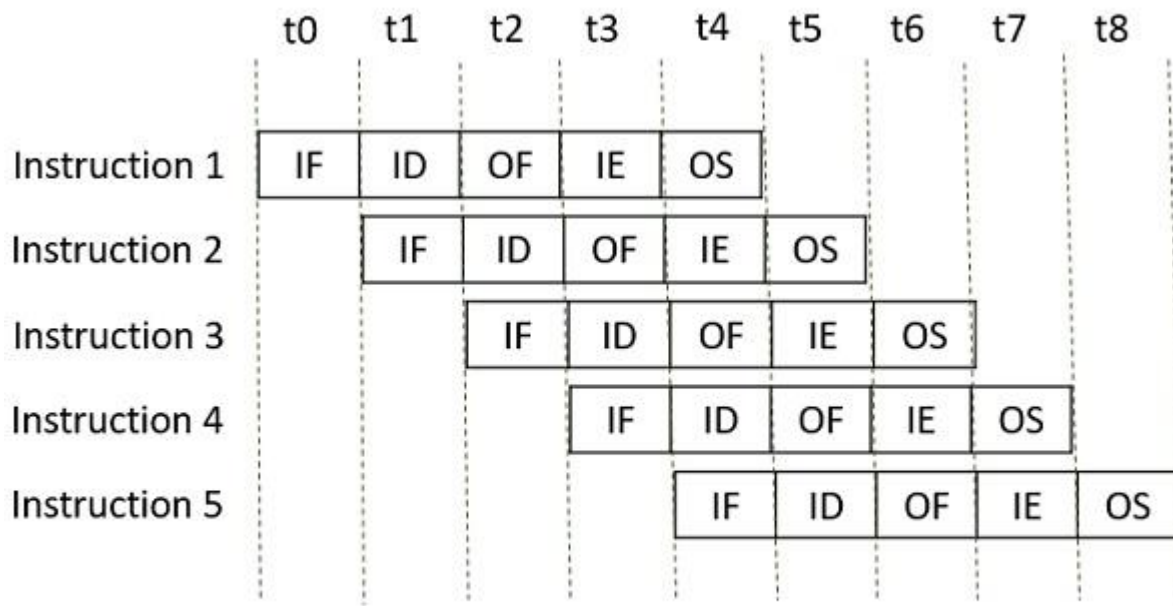 t0 t1 t2 t3 t4 t5 t6 t7 t8
Instruction 1 IF ID OF IE OS
Instruction 2 IF ID OF IE OS
Instruction 3 IF ID OF IE OS
Instruction 4 IF ID OF IE OS
Instruction 5 IF ID OF IE OS